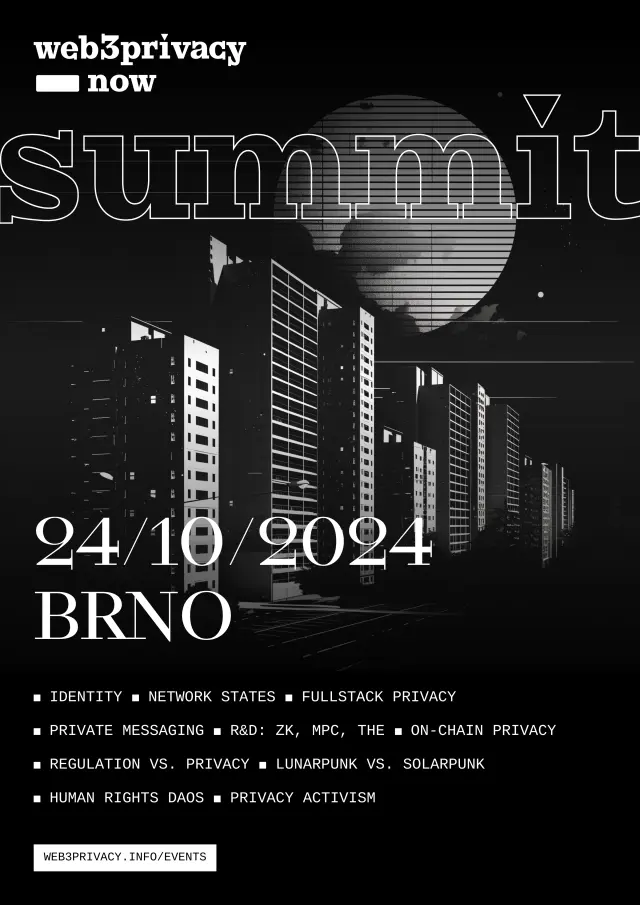 web3privacy
now
summit
24/10/2024
BRNO
■ IDENTITY ■ NETWORK STATES ■ FULLSTACK PRIVACY
■ PRIVATE MESSAGING ■ R&D: ZK, MPC, THE ■ ON-CHAIN PRIVACY
■ REGULATION VS. PRIVACY ■ LUNARPUNK VS. SOLARPUNK
■ HUMAN RIGHTS DAOS ■ PRIVACY ACTIVISM
WEB3PRIVACY.INFO/EVENTS